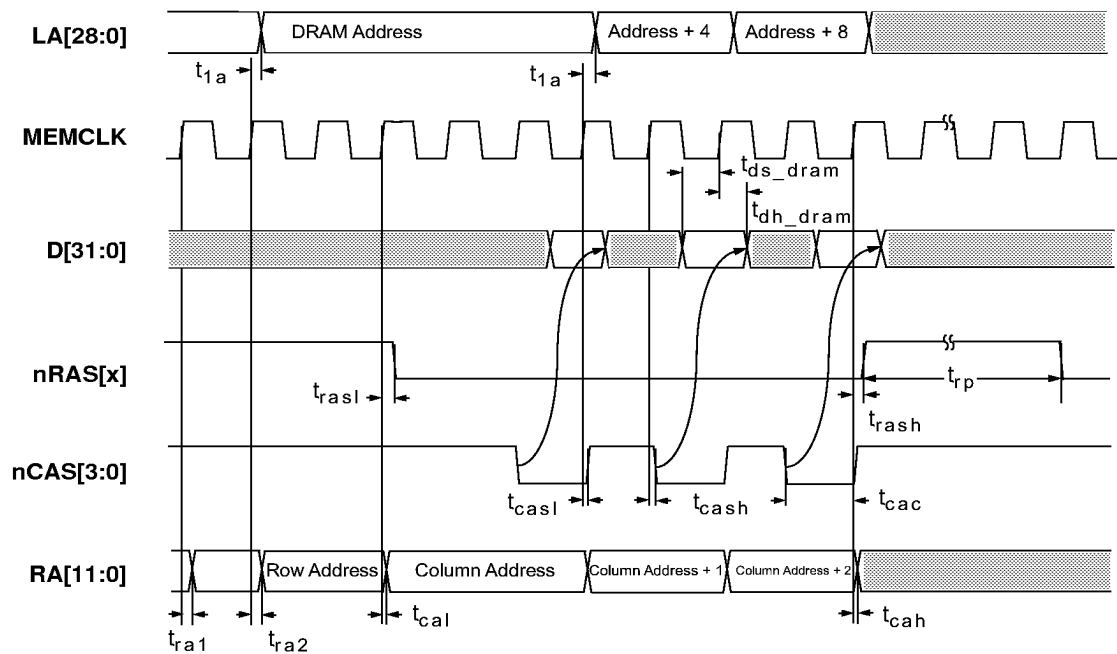 LA[28:0] DRAM Address Address + 4 Address + 8
t1a t1a
MEMCLK
tds_dram
tdh_dram
D[31:0]
nRAS[x]
trasl trp
trash
nCAS[3:0]
tcasl tcash tcac
RA[11:0] Row Address Column Address Column Address + 1 Column Address + 2
tra1 tra2 tcal tcah